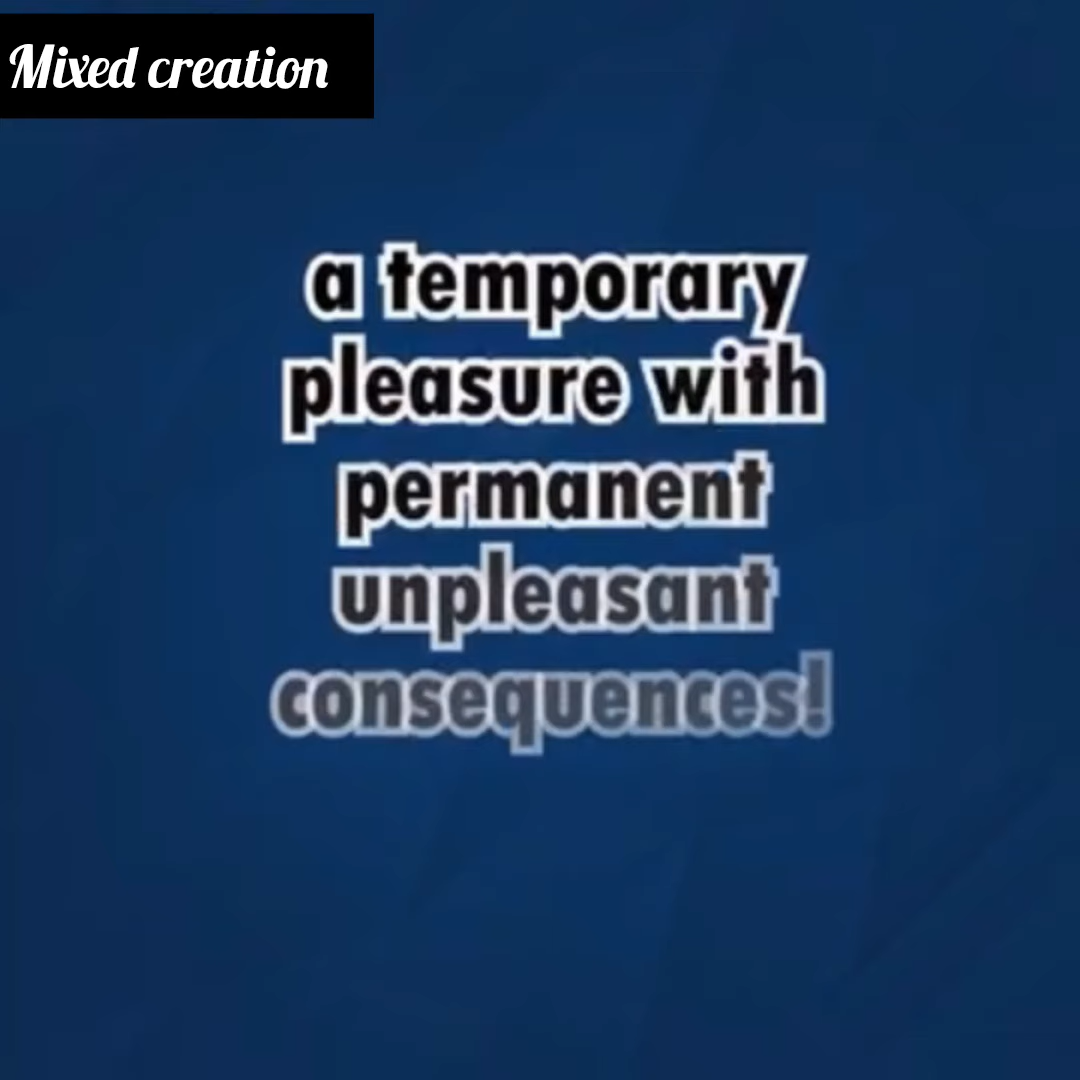 Mixed creation
a temporary
pleasure with
permanent
unpleasant
consequences!